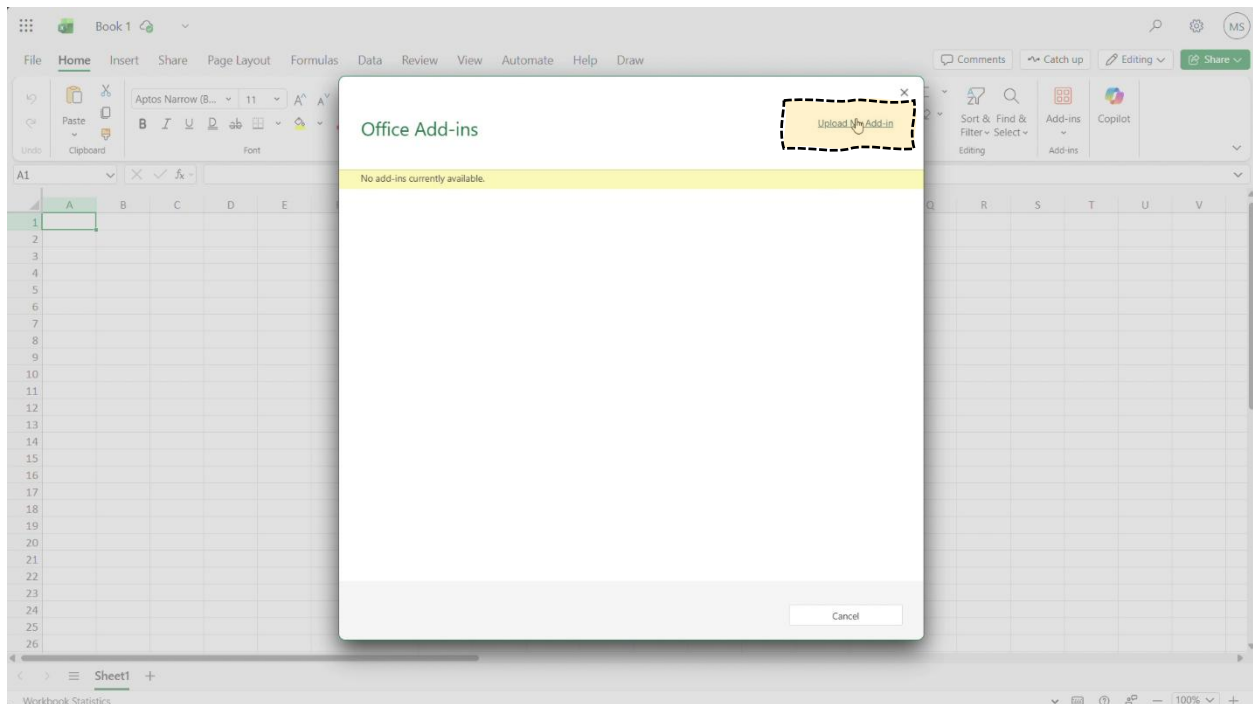 Book 1
MS
File Home Insert Share Page Layout Formulas Data Review View Automate Help Draw
Comments Catch up Editing Share
Paste
Aptos Narrow (B... 11 A^ A˅
B I U D ab
Sort & Filter Find & Select
Add-ins
Copilot
Undo Clipboard Font Editing Add-ins
A1 fx
Office Add-ins
Upload Add-in
No add-ins currently available.
A B C D E Q R S T U V
1
2
3
4
5
6
7
8
9
10
11
12
13
14
15
16
17
18
19
20
21
22
23
24
25
26
Cancel
Sheet1
Workbook Statistics 100%